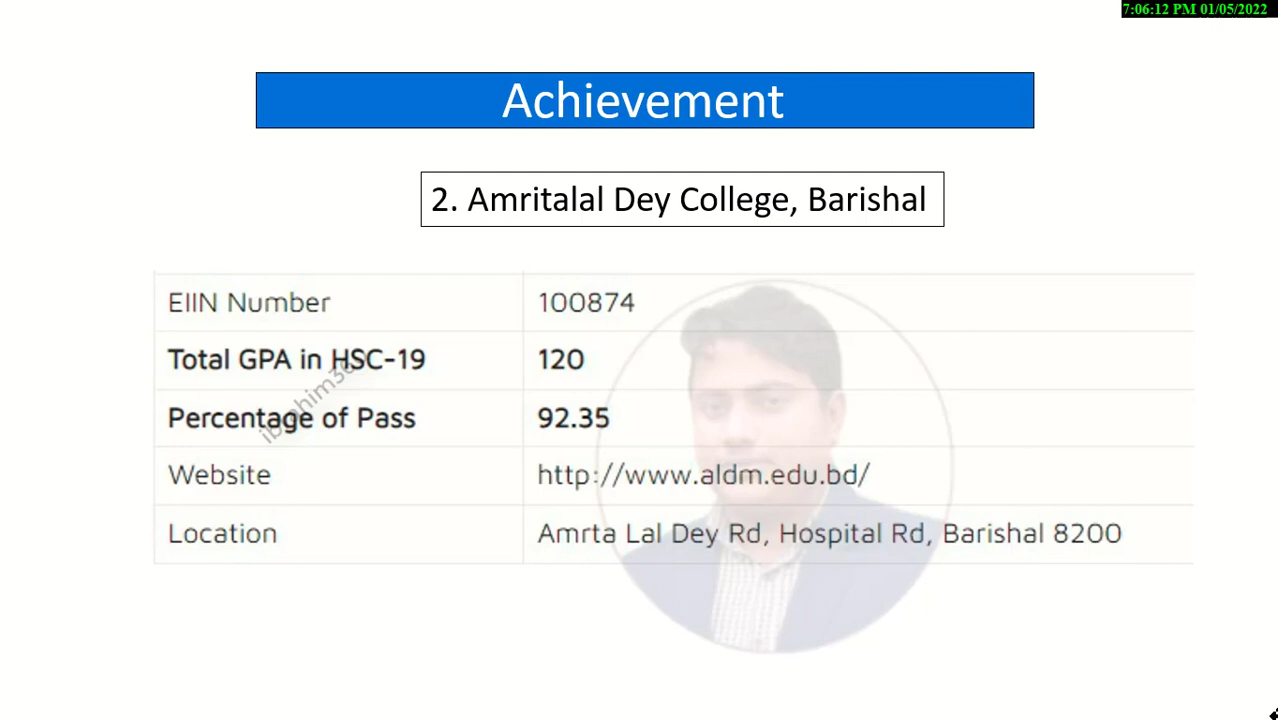 7:06:12 PM 01/05/2022
Achievement
2. Amritalal Dey College, Barishal
EIIN Number 100874
Total GPA in HSC-19 120
Percentage of Pass 92.35
Website http://www.aldm.edu.bd/
Location Amrta Lal Dey Rd, Hospital Rd, Barishal 8200